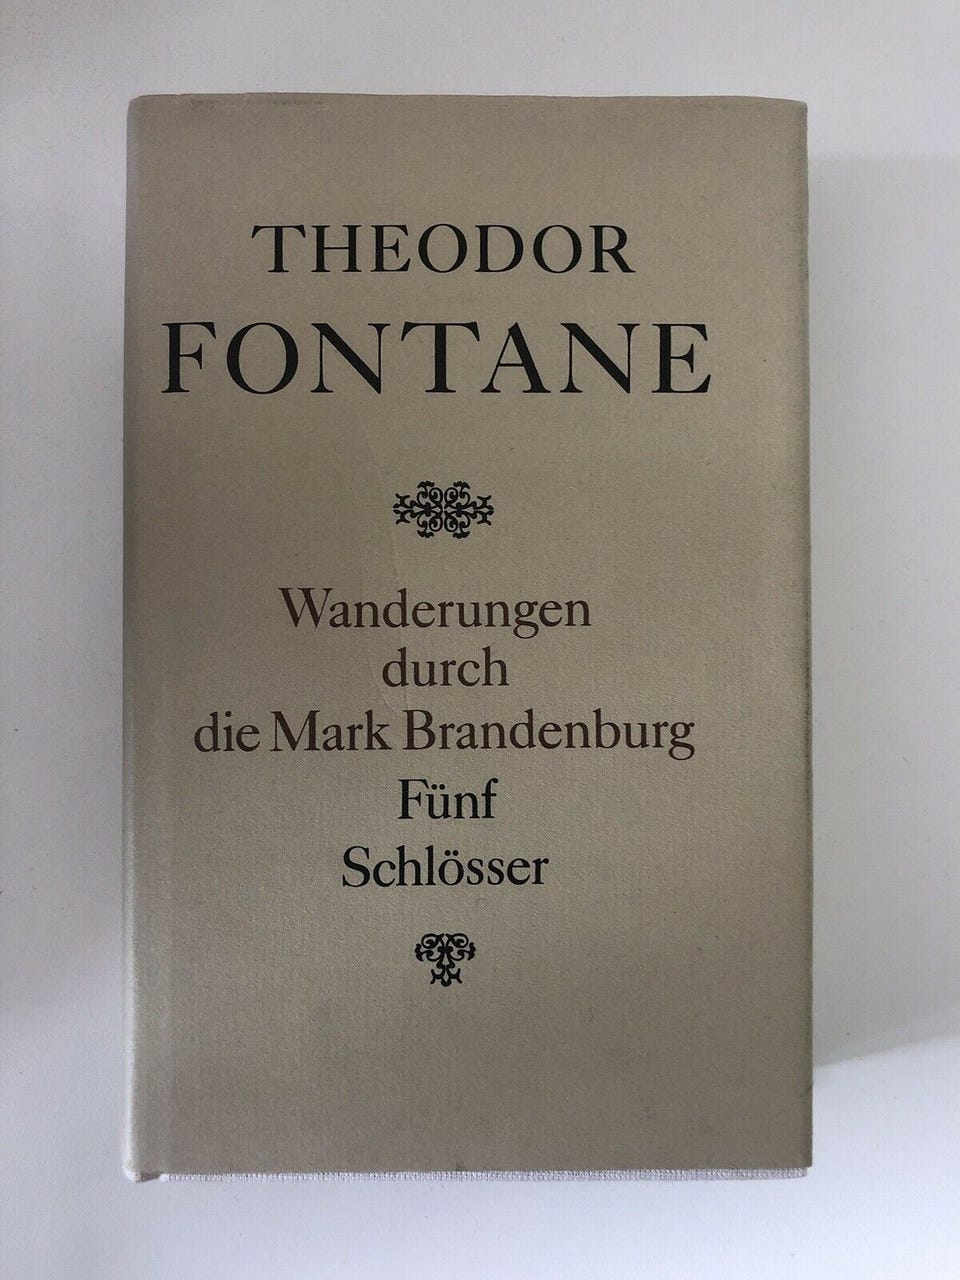 THEODOR
FONTANE
Wanderungen
durch
die Mark Brandenburg
Fünf
Schlösser